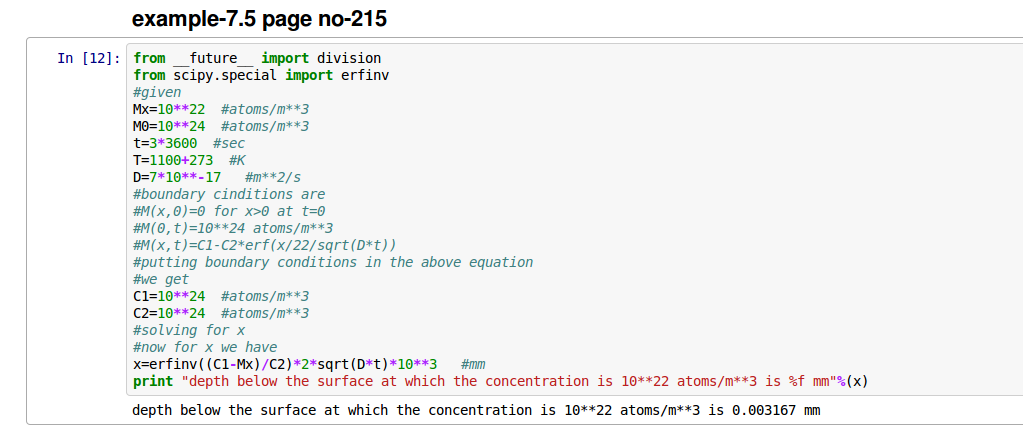 example-7.5 page no-215
In [12]: from __future__ import division
from scipy.special import erfinv
#given
Mx=10**22  #atoms/m**3
M0=10**24  #atoms/m**3
t=3*3600  #sec
T=1100+273  #K
D=7*10**-17   #m**2/s
#boundary cinditions are
#M(x,0)=0 for x>0 at t=0
#M(0,t)=10**24 atoms/m**3
#M(x,t)=C1-C2*erf(x/22/sqrt(D*t))
#putting boundary conditions in the above equation
#we get
C1=10**24  #atoms/m**3
C2=10**24  #atoms/m**3
#solving for x
#now for x we have
x=erfinv((C1-Mx)/C2)*2*sqrt(D*t)*10**3   #mm
print "depth below the surface at which the concentration is 10**22 atoms/m**3 is %f mm"%(x)
depth below the surface at which the concentration is 10**22 atoms/m**3 is 0.003167 mm